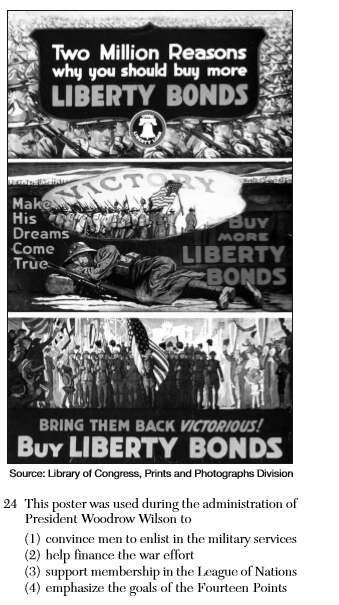 Two Million Reasons
why you should buy more
LIBERTY BONDS
VICTORY
Make
His
Dreams
Come
True
BUY
MORE
LIBERTY
BONDS
BRING THEM BACK VICTORIOUS!
BUY LIBERTY BONDS
Source: Library of Congress, Prints and Photographs Division
24 This poster was used during the administration of
President Woodrow Wilson to
(1) convince men to enlist in the military services
(2) help finance the war effort
(3) support membership in the League of Nations
(4) emphasize the goals of the Fourteen Points